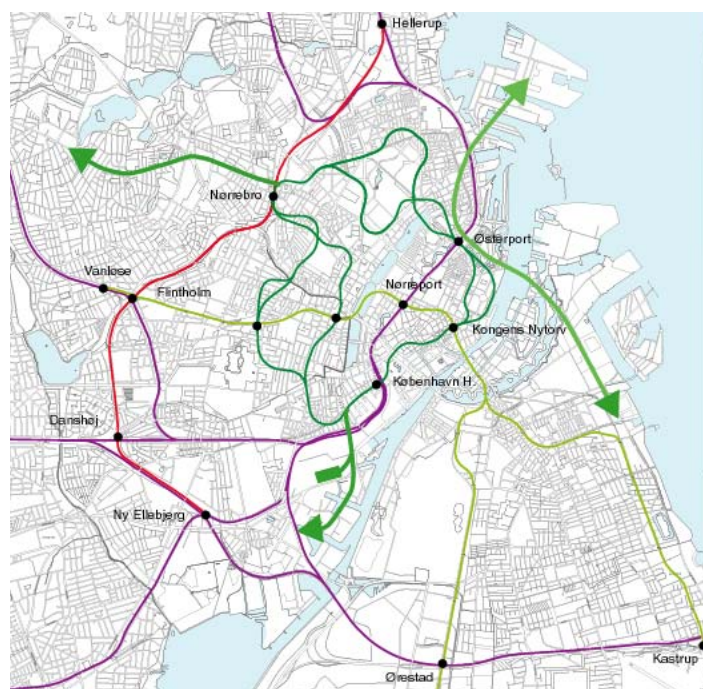 Hellerup
Nørrebro
Østerport
Vanløse
Flintholm
Nørreport
Kongens Nytorv
København H.
Danshøj
Ny Ellebjerg
Kastrup
Ørestad